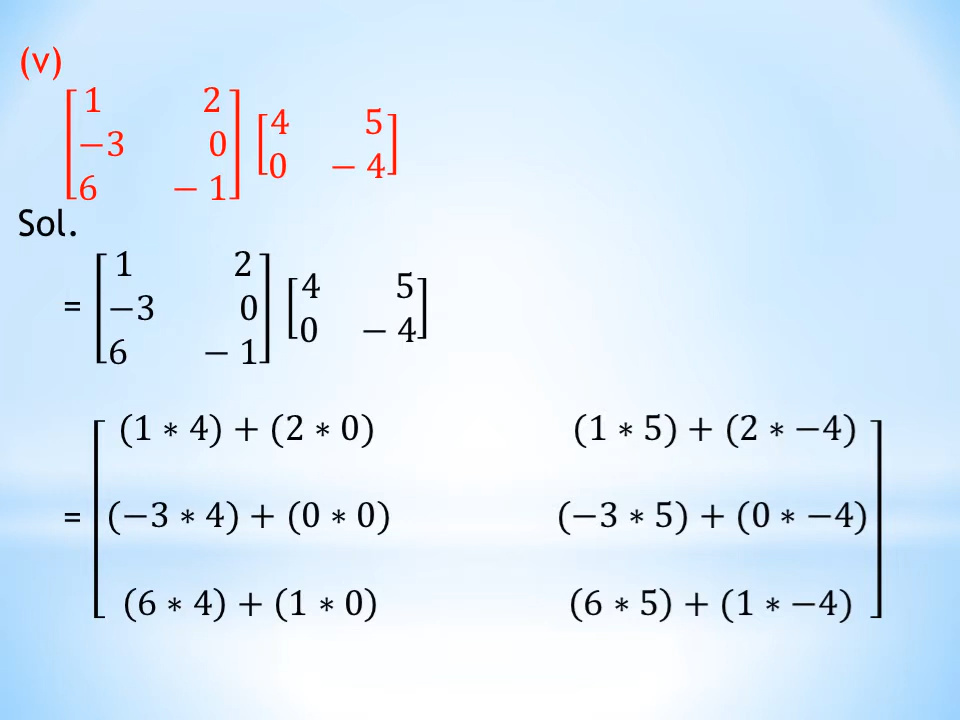 (v)
[1 2
−3 0
6 − 1] [4 5
0 − 4]
Sol.
= [1 2
−3 0
6 − 1] [4 5
0 − 4]
= [(1 ∗ 4) + (2 ∗ 0) (1 ∗ 5) + (2 ∗ −4)
(−3 ∗ 4) + (0 ∗ 0) (−3 ∗ 5) + (0 ∗ −4)
(6 ∗ 4) + (1 ∗ 0) (6 ∗ 5) + (1 ∗ −4)]